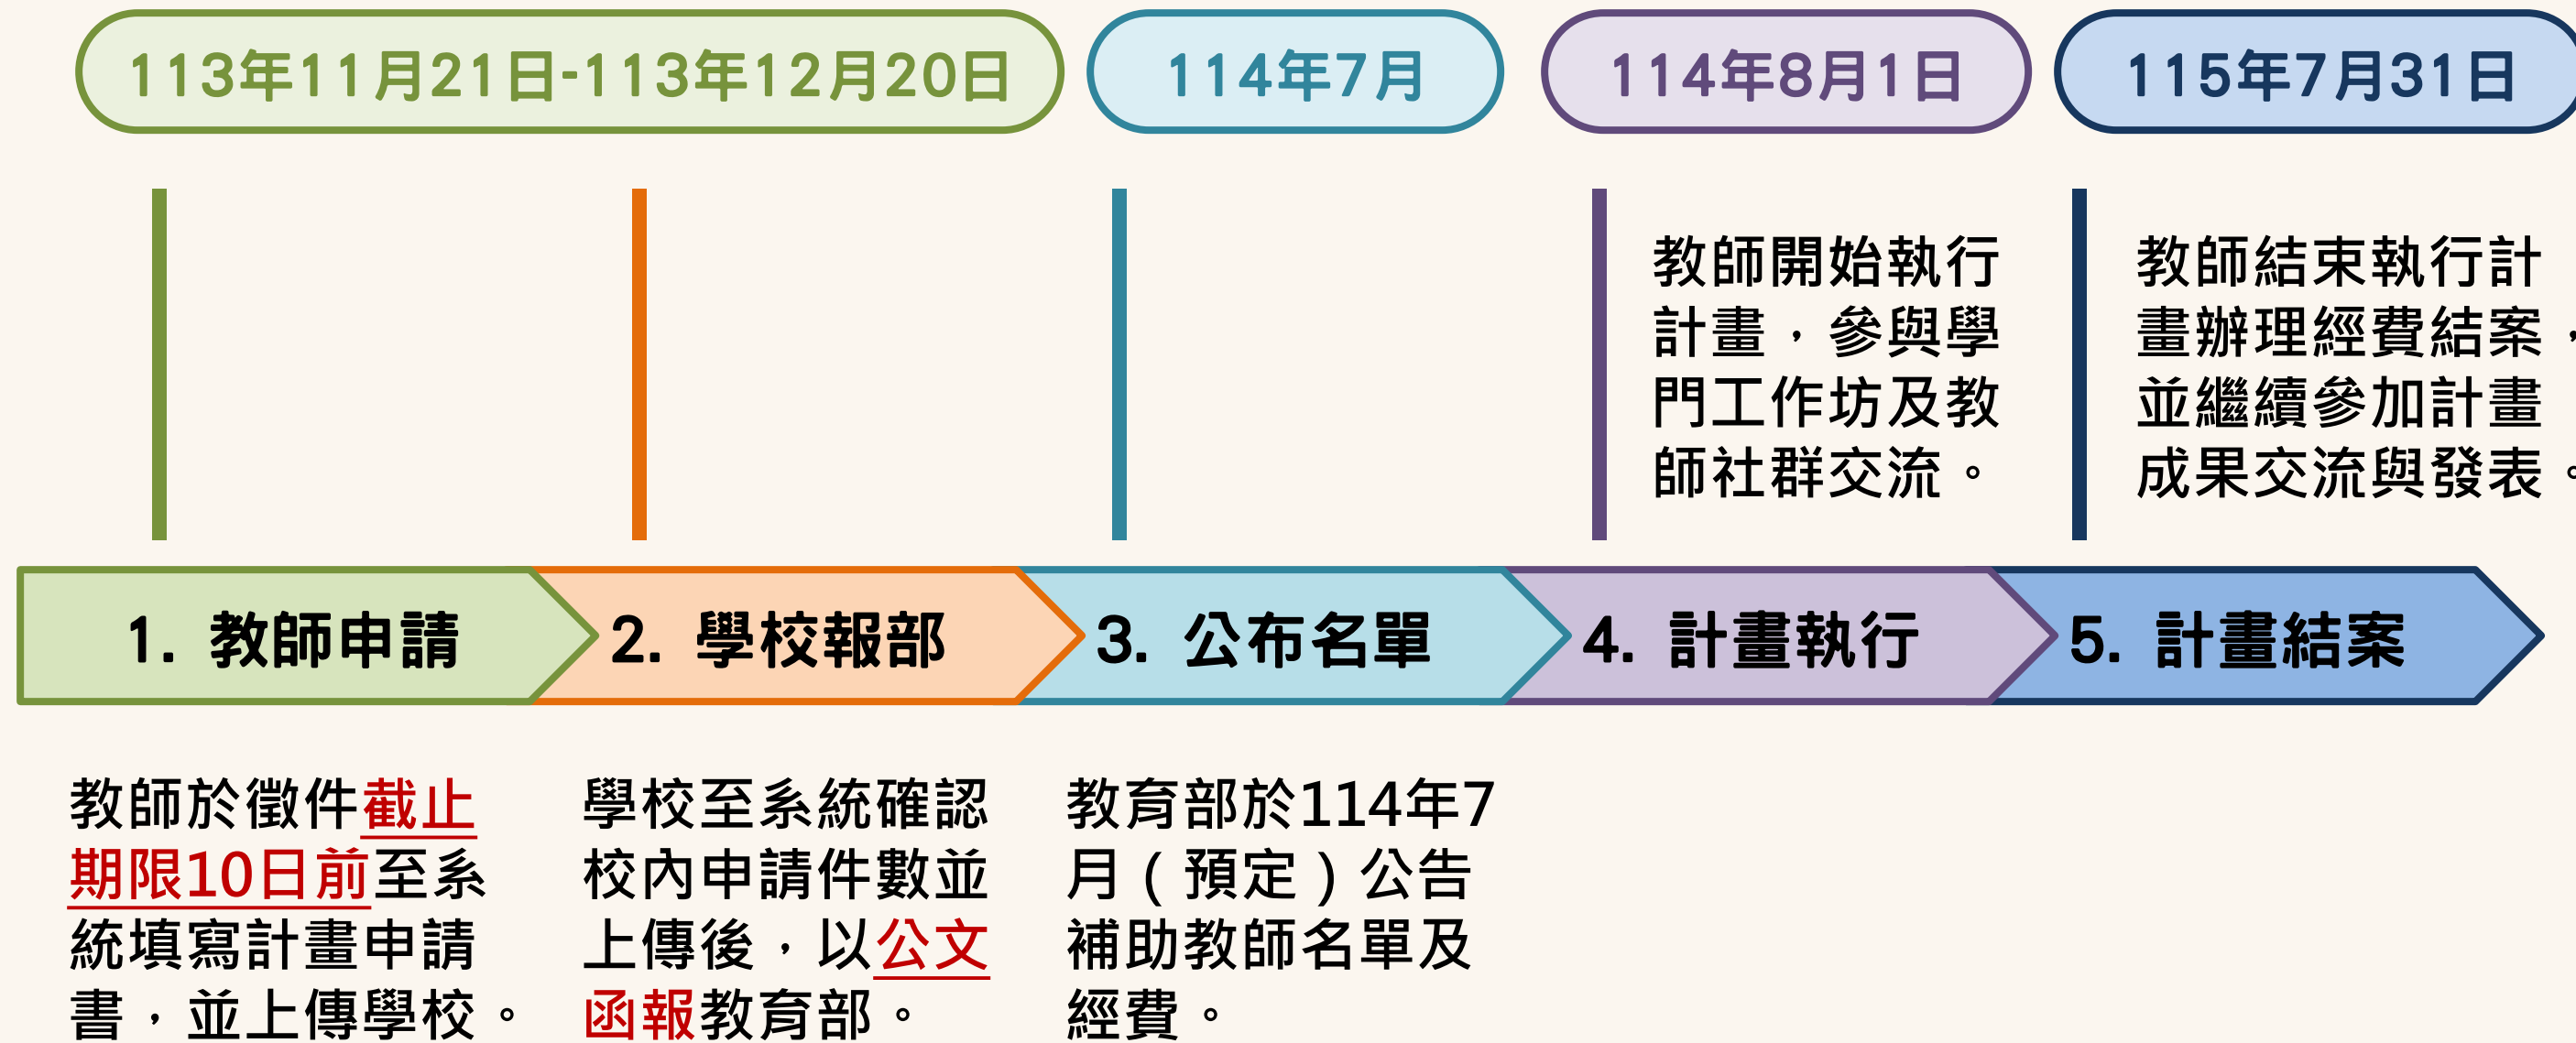 113年11月21日-113年12月20日
114年7月
114年8月1日
115年7月31日
教師開始執行
計畫，參與學
門工作坊及教
師社群交流。
教師結束執行計
畫辦理經費結案，
並繼續參加計畫
成果交流與發表。
1. 教師申請
2. 學校報部
3. 公布名單
4. 計畫執行
5. 計畫結案
教師於徵件截止
期限10日前至系
統填寫計畫申請
書，並上傳學校。
學校至系統確認
校內申請件數並
上傳後，以公文
函報教育部。
教育部於114年7
月（預定）公告
補助教師名單及
經費。